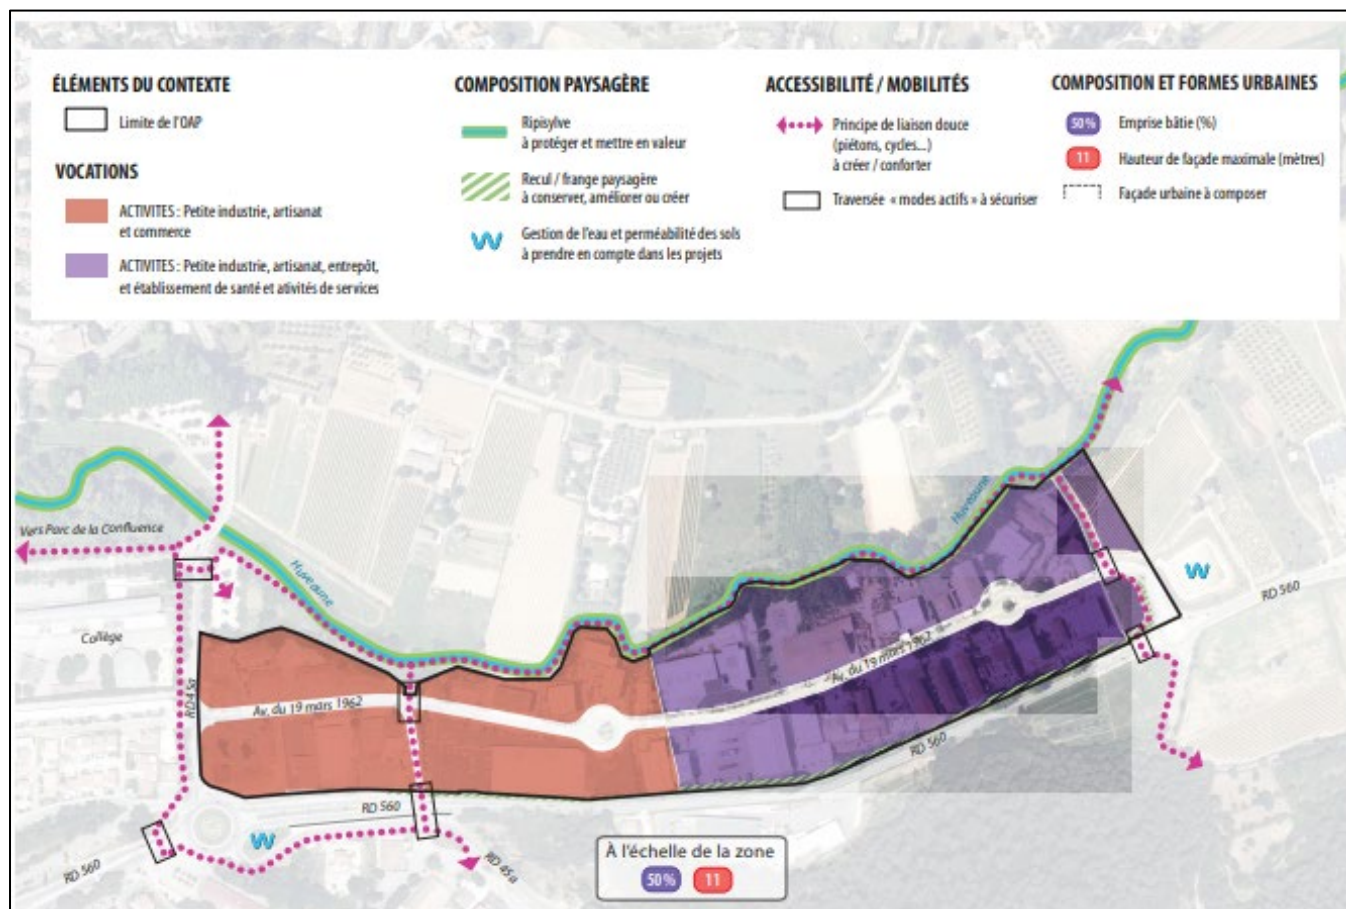 ÉLÉMENTS DU CONTEXTE
Limite de l'OAP
VOCATIONS
ACTIVITES : Petite industrie, artisanat
et commerce
ACTIVITES : Petite industrie, artisanat, entrepôt,
et établissement de santé et ativités de services
COMPOSITION PAYSAGÈRE
Ripisylve
à protéger et mettre en valeur
Recul / frange paysagère
à conserver, améliorer ou créer
Gestion de l'eau et perméabilité des sols
à prendre en compte dans les projets
ACCESSIBILITÉ / MOBILITÉS
Principe de liaison douce
(piétons, cycles...)
à créer / conforter
Traversée « modes actifs » à sécuriser
COMPOSITION ET FORMES URBAINES
50% Emprise bâtie (%)
11 Hauteur de façade maximale (mètres)
Façade urbaine à composer
Vers Parc de la Confluence
Huveaune
Huveaune
Collège
RD45a
Av. du 19 mars 1962
Av. du 19 mars 1962
RD 560
RD 560
RD 560
RD 560
RD 45a
À l'échelle de la zone
50% 11